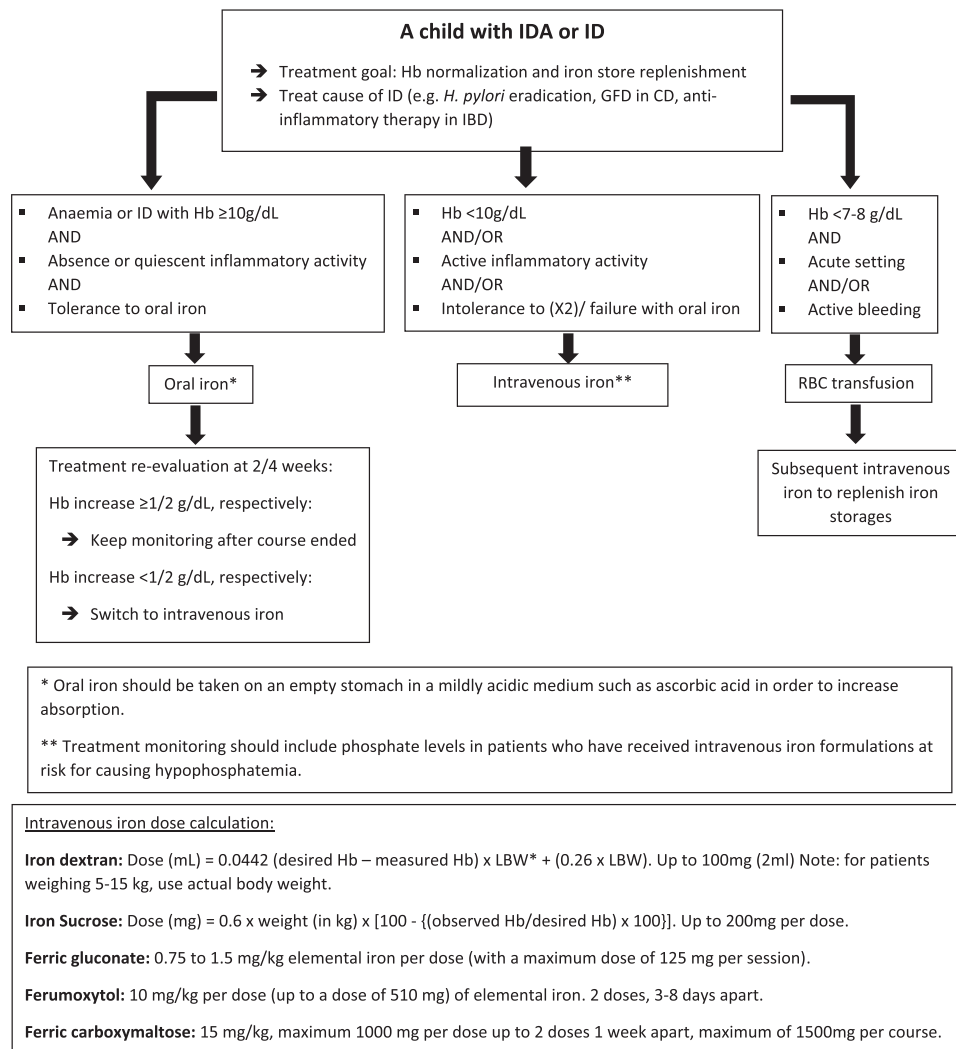 A child with IDA or ID
➔ Treatment goal: Hb normalization and iron store replenishment
➔ Treat cause of ID (e.g. H. pylori eradication, GFD in CD, anti-
inflammatory therapy in IBD)
▪ Anaemia or ID with Hb ≥10g/dL
AND
▪ Absence or quiescent inflammatory activity
AND
▪ Tolerance to oral iron
Oral iron*
Treatment re-evaluation at 2/4 weeks:
Hb increase ≥1/2 g/dL, respectively:
➔ Keep monitoring after course ended
Hb increase <1/2 g/dL, respectively:
➔ Switch to intravenous iron
▪ Hb <10g/dL
AND/OR
▪ Active inflammatory activity
AND/OR
▪ Intolerance to (X2)/ failure with oral iron
Intravenous iron**
▪ Hb <7-8 g/dL
AND
▪ Acute setting
AND/OR
▪ Active bleeding
RBC transfusion
Subsequent intravenous
iron to replenish iron
storages
* Oral iron should be taken on an empty stomach in a mildly acidic medium such as ascorbic acid in order to increase
absorption.
** Treatment monitoring should include phosphate levels in patients who have received intravenous iron formulations at
risk for causing hypophosphatemia.
Intravenous iron dose calculation:
Iron dextran: Dose (mL) = 0.0442 (desired Hb – measured Hb) x LBW* + (0.26 x LBW). Up to 100mg (2ml) Note: for patients
weighing 5-15 kg, use actual body weight.
Iron Sucrose: Dose (mg) = 0.6 x weight (in kg) x [100 - {(observed Hb/desired Hb) x 100}]. Up to 200mg per dose.
Ferric gluconate: 0.75 to 1.5 mg/kg elemental iron per dose (with a maximum dose of 125 mg per session).
Ferumoxytol: 10 mg/kg per dose (up to a dose of 510 mg) of elemental iron. 2 doses, 3-8 days apart.
Ferric carboxymaltose: 15 mg/kg, maximum 1000 mg per dose up to 2 doses 1 week apart, maximum of 1500mg per course.